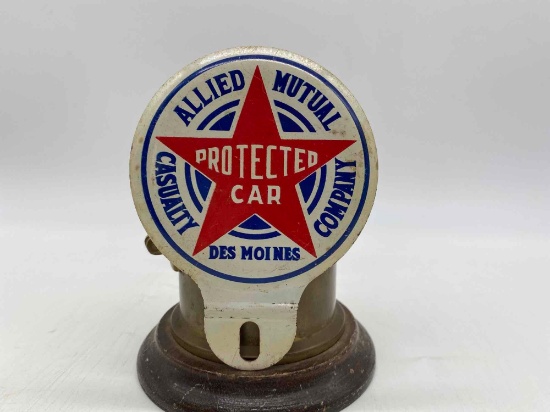 ALLIED MUTUAL
CASUALTY COMPANY
PROTECTED
CAR
DES MOINES